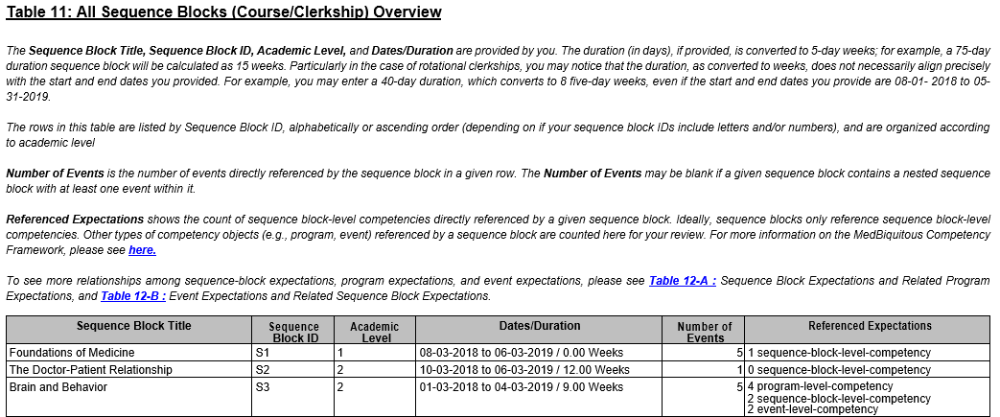 Table 11: All Sequence Blocks (Course/Clerkship) Overview
The Sequence Block Title, Sequence Block ID, Academic Level, and Dates/Duration are provided by you. The duration (in days), if provided, is converted to 5-day weeks; for example, a 75-day
duration sequence block will be calculated as 15 weeks. Particularly in the case of rotational clerkships, you may notice that the duration, as converted to weeks, does not necessarily align precisely
with the start and end dates you provided. For example, you may enter a 40-day duration, which converts to 8 five-day weeks, even if the start and end dates you provide are 08-01- 2018 to 05-
31-2019.
The rows in this table are listed by Sequence Block ID, alphabetically or ascending order (depending on if your sequence block IDs include letters and/or numbers), and are organized according
to academic level
Number of Events is the number of events directly referenced by the sequence block in a given row. The Number of Events may be blank if a given sequence block contains a nested sequence
block with at least one event within it.
Referenced Expectations shows the count of sequence block-level competencies directly referenced by a given sequence block. Ideally, sequence blocks only reference sequence block-level
competencies. Other types of competency objects (e.g., program, event) referenced by a sequence block are counted here for your review. For more information on the MedBiquitous Competency
Framework, please see here.
To see more relationships among sequence-block expectations, program expectations, and event expectations, please see Table 12-A : Sequence Block Expectations and Related Program
Expectations, and Table 12-B : Event Expectations and Related Sequence Block Expectations.
Sequence Block Title Sequence Block ID Academic Level Dates/Duration Number of Events Referenced Expectations
Foundations of Medicine S1 1 08-03-2018 to 06-03-2019 / 0.00 Weeks 5 1 sequence-block-level-competency
The Doctor-Patient Relationship S2 2 10-03-2018 to 06-03-2019 / 12.00 Weeks 1 0 sequence-block-level-competency
Brain and Behavior S3 2 01-03-2018 to 04-03-2019 / 9.00 Weeks 5 4 program-level-competency
2 sequence-block-level-competency
2 event-level-competency